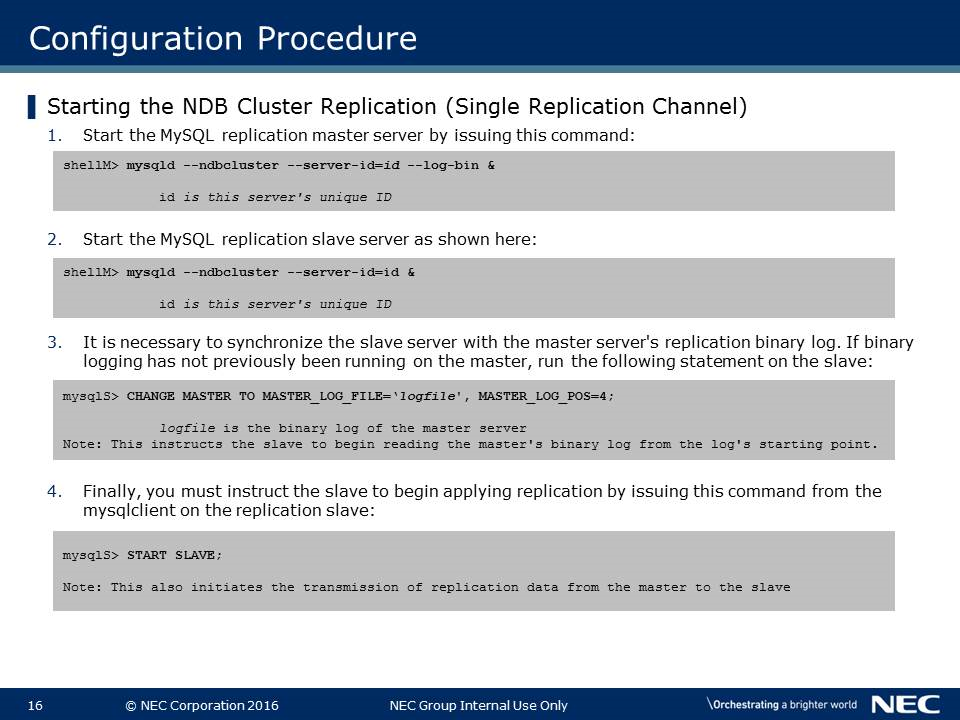 Configuration Procedure
Starting the NDB Cluster Replication (Single Replication Channel)
1. Start the MySQL replication master server by issuing this command:
shellM> mysqld --ndbcluster --server-id=id --log-bin &
id is this server's unique ID
2. Start the MySQL replication slave server as shown here:
shellM> mysqld --ndbcluster --server-id=id &
id is this server's unique ID
3. It is necessary to synchronize the slave server with the master server's replication binary log. If binary
logging has not previously been running on the master, run the following statement on the slave:
mysqlS> CHANGE MASTER TO MASTER_LOG_FILE=‘logfile', MASTER_LOG_POS=4;
logfile is the binary log of the master server
Note: This instructs the slave to begin reading the master's binary log from the log's starting point.
4. Finally, you must instruct the slave to begin applying replication by issuing this command from the
mysqlclient on the replication slave:
mysqlS> START SLAVE;
Note: This also initiates the transmission of replication data from the master to the slave
16 © NEC Corporation 2016 NEC Group Internal Use Only \Orchestrating a brighter world NEC